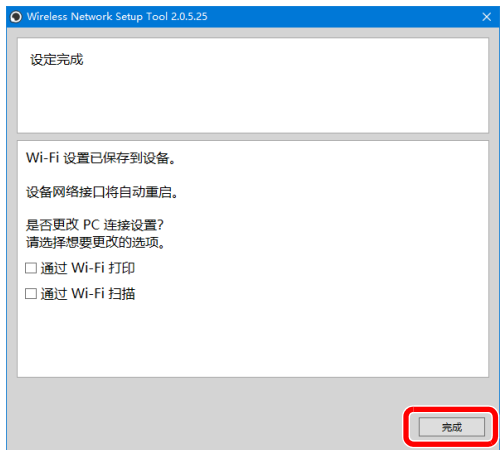 Wireless Network Setup Tool 2.0.5.25
设定完成
Wi-Fi 设置已保存到设备。
设备网络接口将自动重启。
是否更改 PC 连接设置?
请选择想要更改的选项。
通过 Wi-Fi 打印
通过 Wi-Fi 扫描
完成